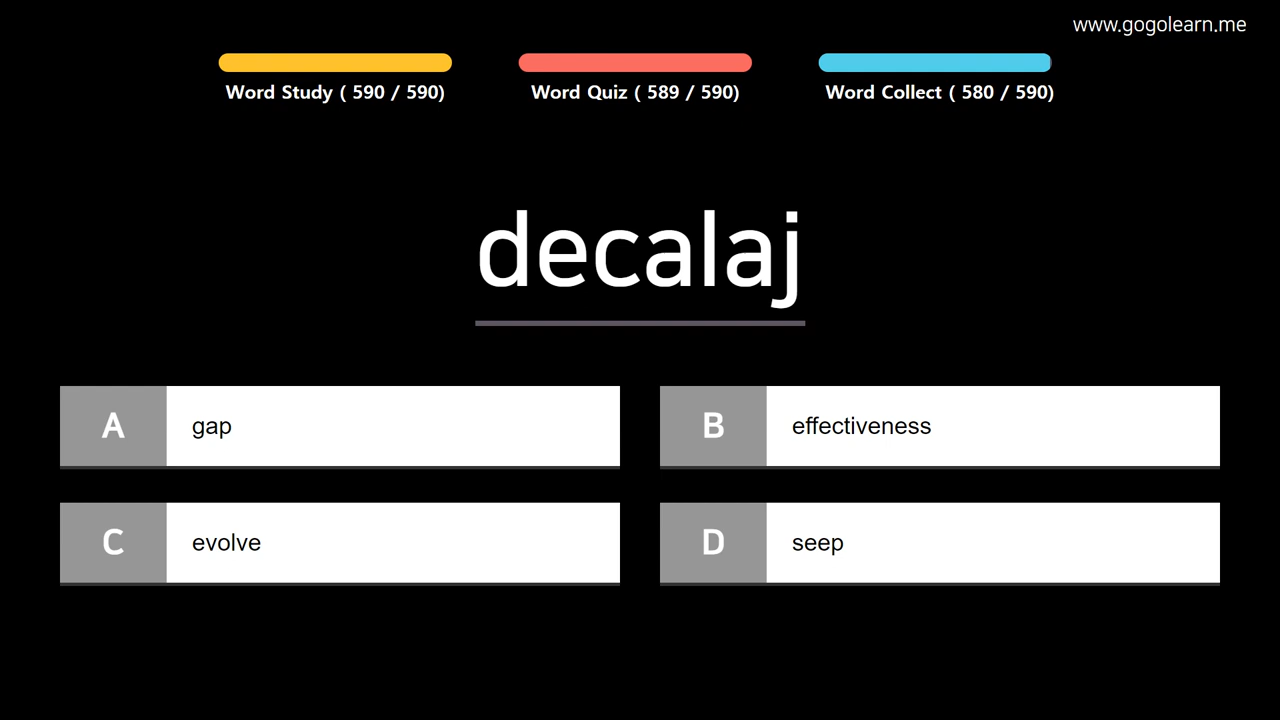 www.gogolearn.me
Word Study ( 590 / 590)
Word Quiz ( 589 / 590)
Word Collect ( 580 / 590)
decalaj
A gap
B effectiveness
C evolve
D seep